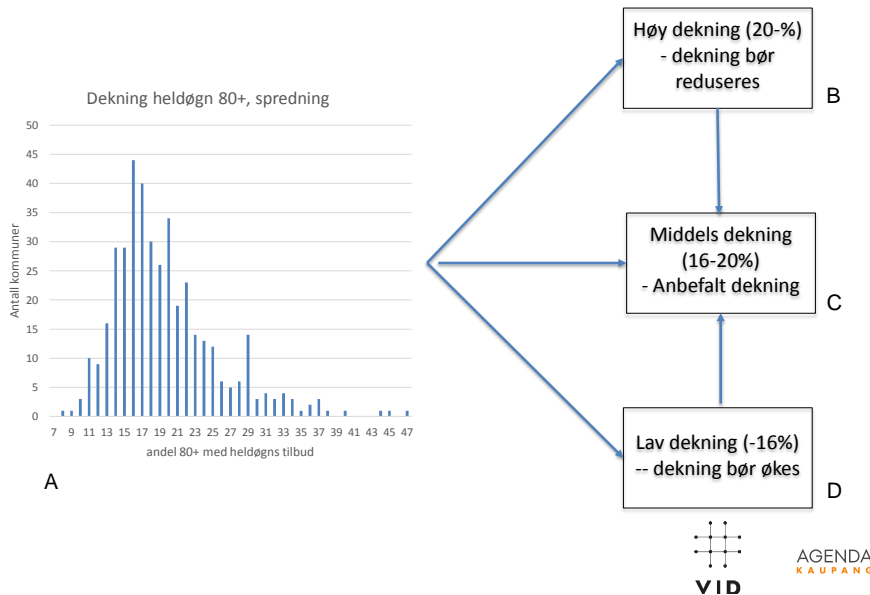 Dekning heldøgn 80+, spredning
Antall kommuner
50
45
40
35
30
25
20
15
10
5
0
7 9 11 13 15 17 19 21 23 25 27 29 31 33 35 37 39 41 43 45 47
andel 80+ med heldøgns tilbud
A
Høy dekning (20-%)
- dekning bør
reduseres
B
Middels dekning
(16-20%)
- Anbefalt dekning
C
Lav dekning (-16%)
-- dekning bør økes
D
VID
AGENDA
KAUPANG